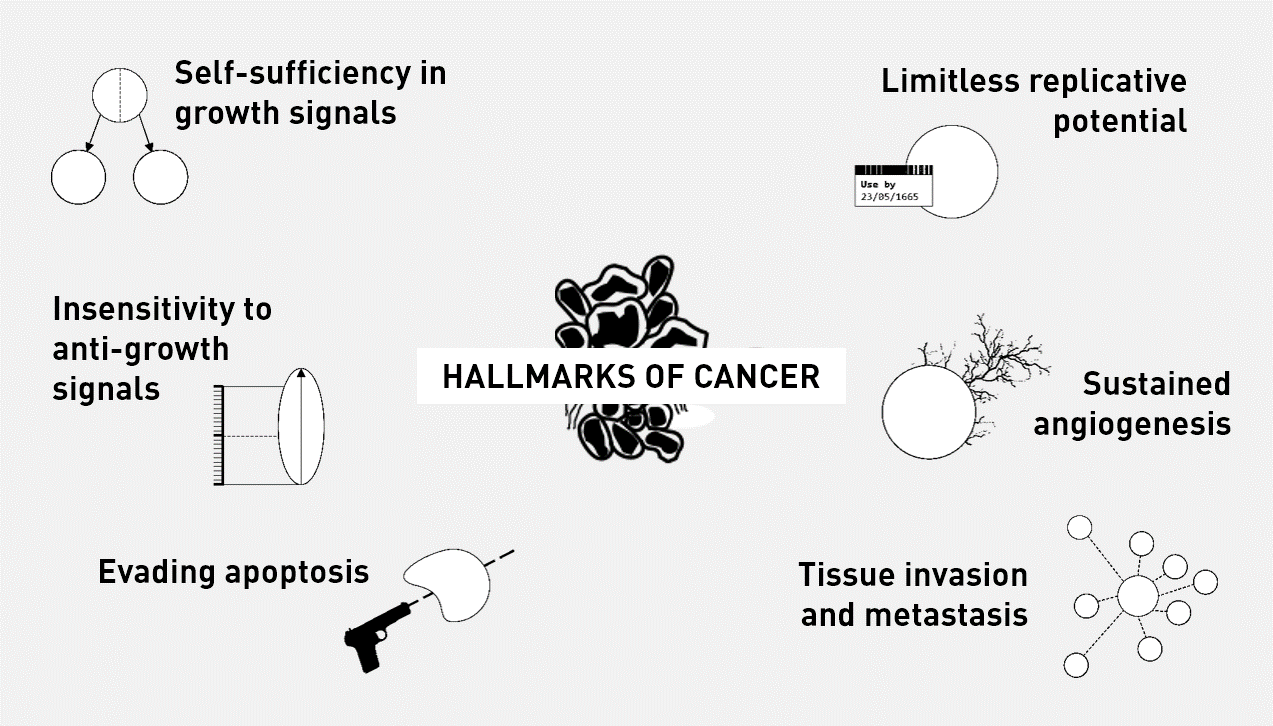 Self-sufficiency in
growth signals
Limitless replicative
potential
Use by
23/05/1665
Insensitivity to
anti-growth
signals
HALLMARKS OF CANCER
Sustained
angiogenesis
Evading apoptosis
Tissue invasion
and metastasis